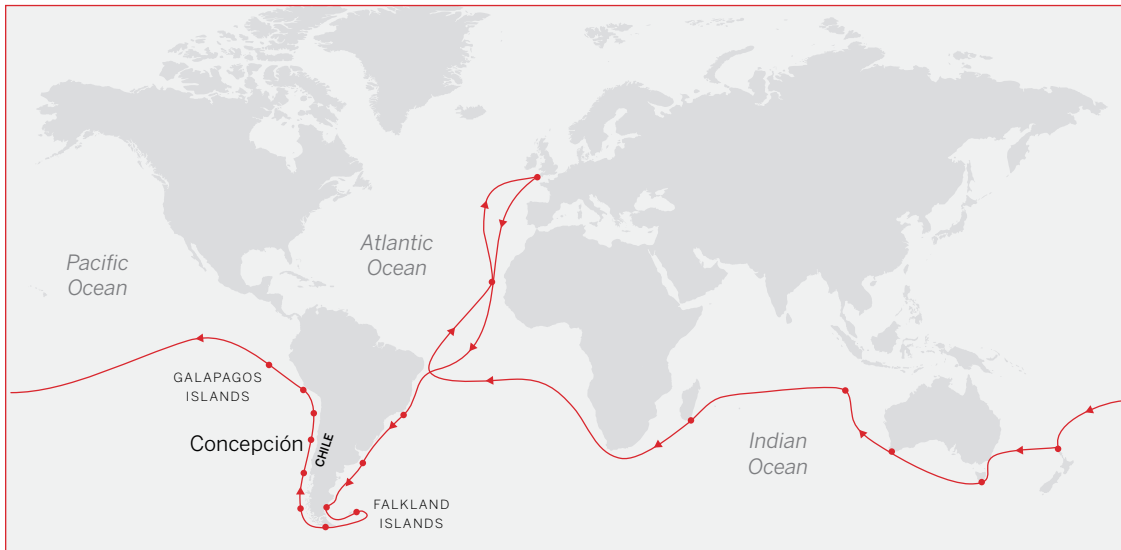 Pacific
Ocean
Atlantic
Ocean
GALAPAGOS
ISLANDS
Concepción
CHILE
FALKLAND
ISLANDS
Indian
Ocean